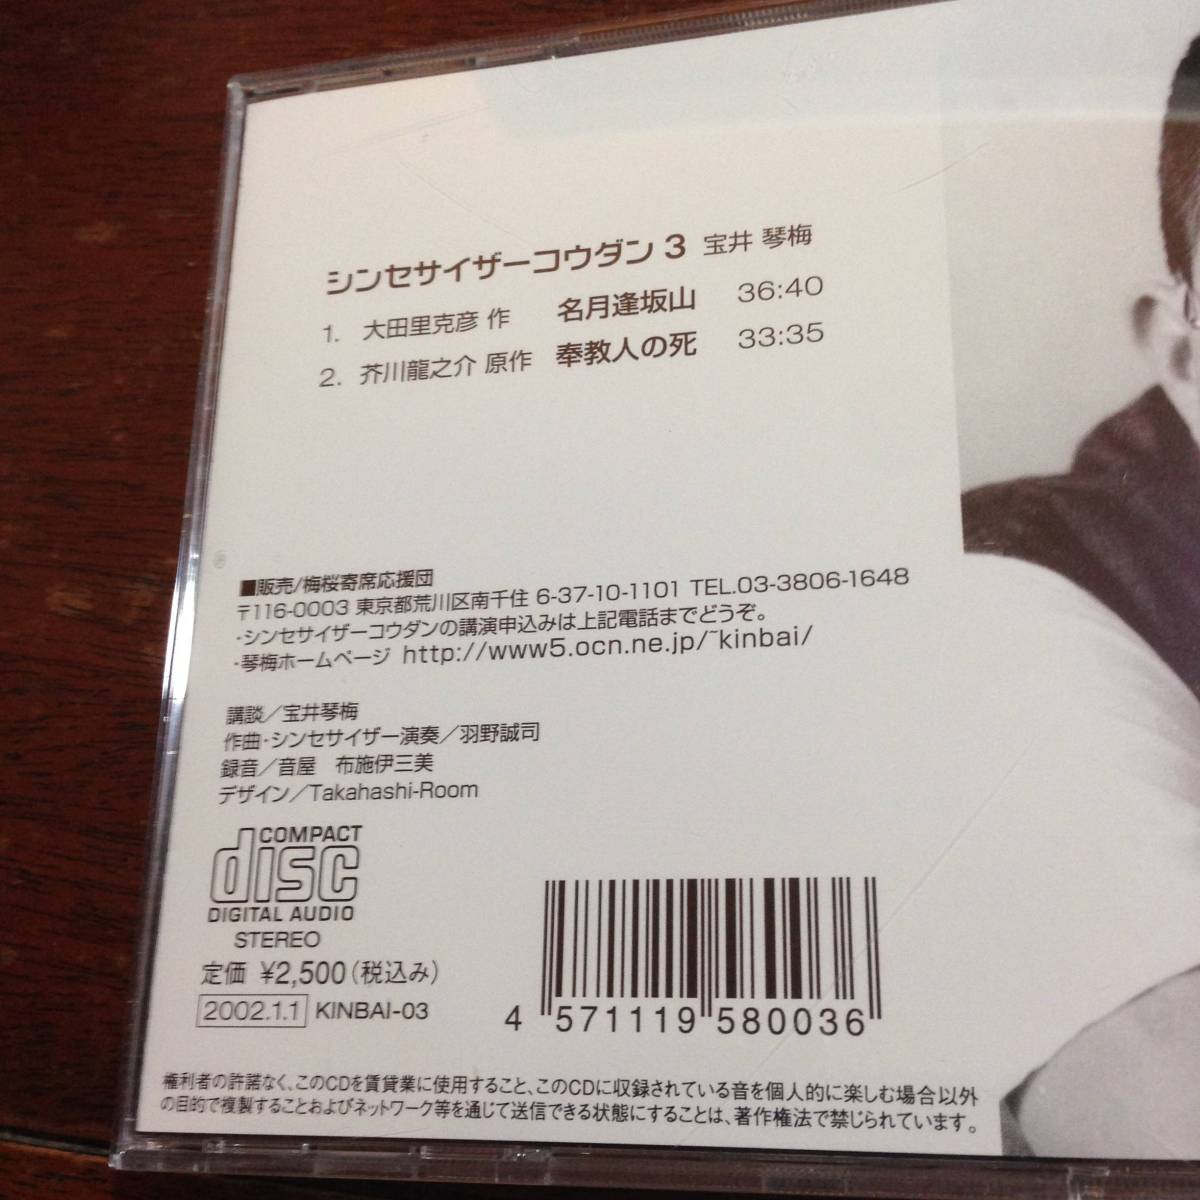 シンセサイザーコウダン 3 宝井 琴梅
1. 大田里克彦 作 名月逢坂山 36:40
2. 芥川龍之介 原作 奉教人の死 33:35
■販売/梅桜寄席応援団
〒116-0003 東京都荒川区南千住 6-37-10-1101 TEL.03-3806-1648
・シンセサイザーコウダンの講演申込みは上記電話までどうぞ。
・琴梅ホームページ http://www5.ocn.ne.jp/~kinbai/
講談／宝井琴梅
作曲・シンセサイザー演奏／羽野誠司
録音／音屋 布施伊三美
デザイン／Takahashi-Room
COMPACT
disc
DIGITAL AUDIO
STEREO
定価 ¥2,500（税込み）
2002.1.1 KINBAI-03
4 571119 580036
権利者の許諾なく、このCDを賃貸業に使用すること、このCDに収録されている音を個人的に楽しむ場合以外
の目的で複製することおよびネットワーク等を通じて送信できる状態にすることは、著作権法で禁じられています。